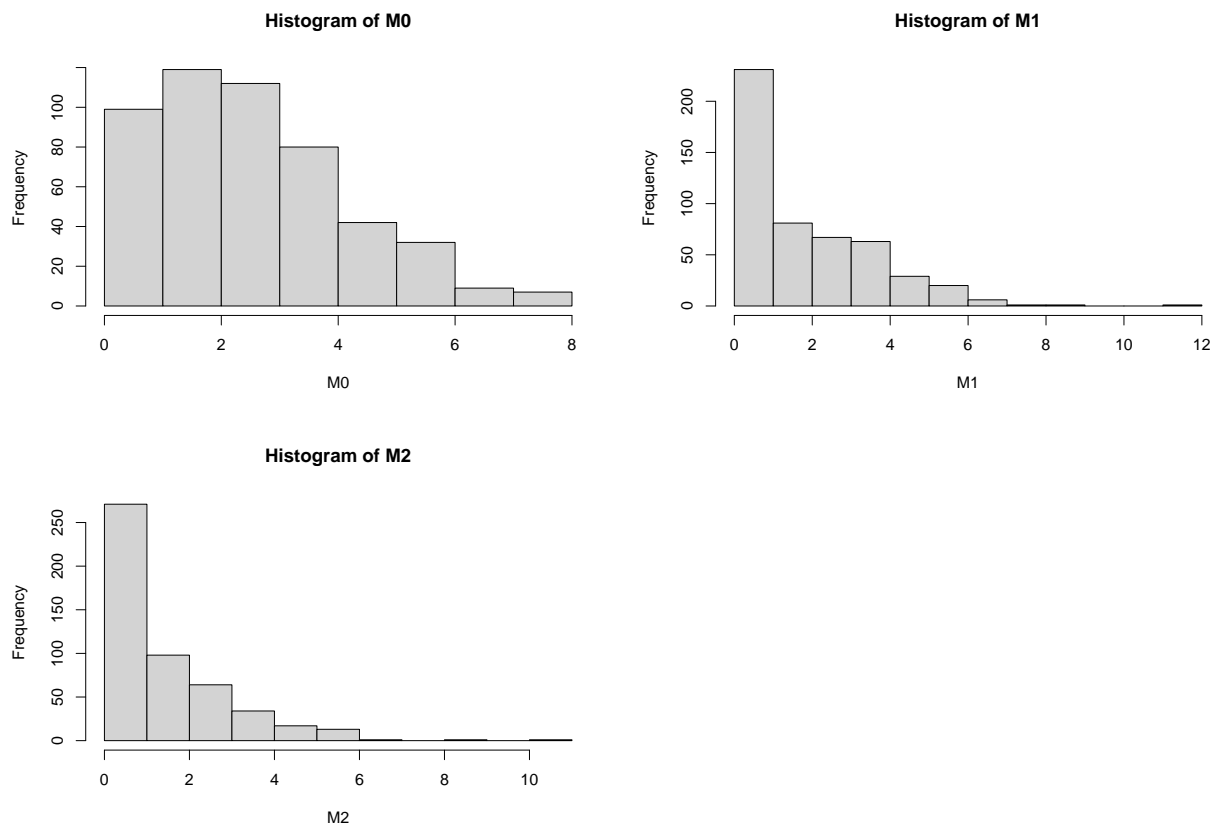 Histogram of M0
Frequency
0 20 40 60 80 100
0 2 4 6 8
M0
Histogram of M1
Frequency
0 50 100 150 200
0 2 4 6 8 10 12
M1
Histogram of M2
Frequency
0 50 100 150 200 250
0 2 4 6 8 10
M2